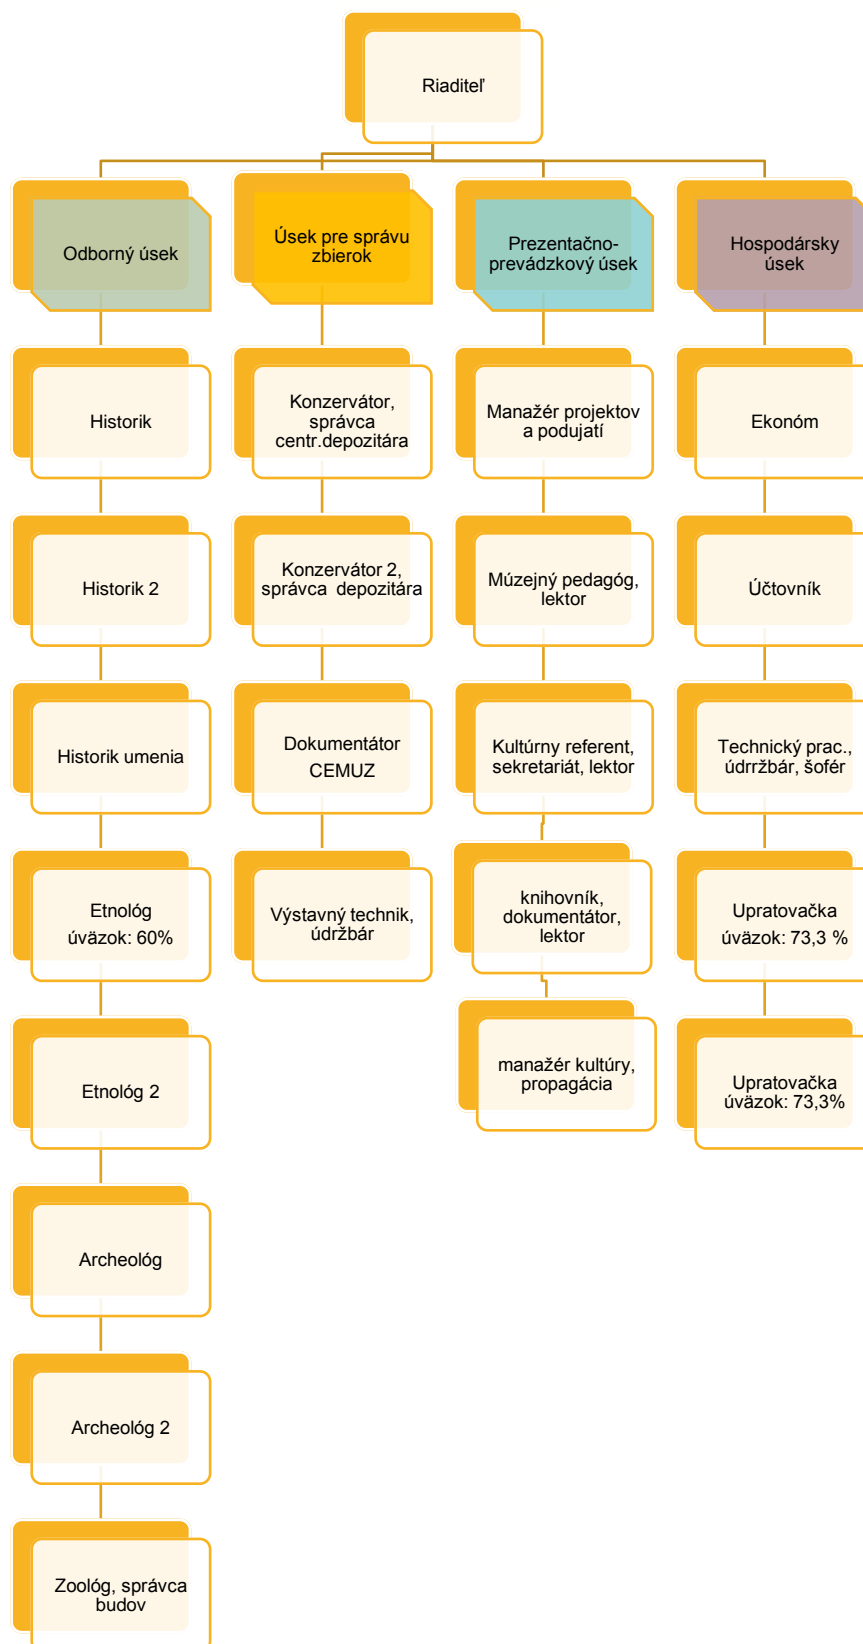 Riaditeľ
Odborný úsek
Úsek pre správu
zbierok
Prezentačno-
prevádzkový úsek
Hospodársky
úsek
Historik
Konzervátor,
správca
centr.depozitára
Manažér projektov
a podujatí
Ekonóm
Historik 2
Konzervátor 2,
správca depozitára
Múzejný pedagóg,
lektor
Účtovník
Historik umenia
Dokumentátor
CEMUZ
Kultúrny referent,
sekretariát, lektor
Technický prac.,
údrržbár, šofér
Etnológ
úväzok: 60%
Výstavný technik,
údržbár
knihovník,
dokumentátor,
lektor
Upratovačka
úväzok: 73,3 %
Etnológ 2
manažér kultúry,
propagácia
Upratovačka
úväzok: 73,3%
Archeológ
Archeológ 2
Zoológ, správca
budov